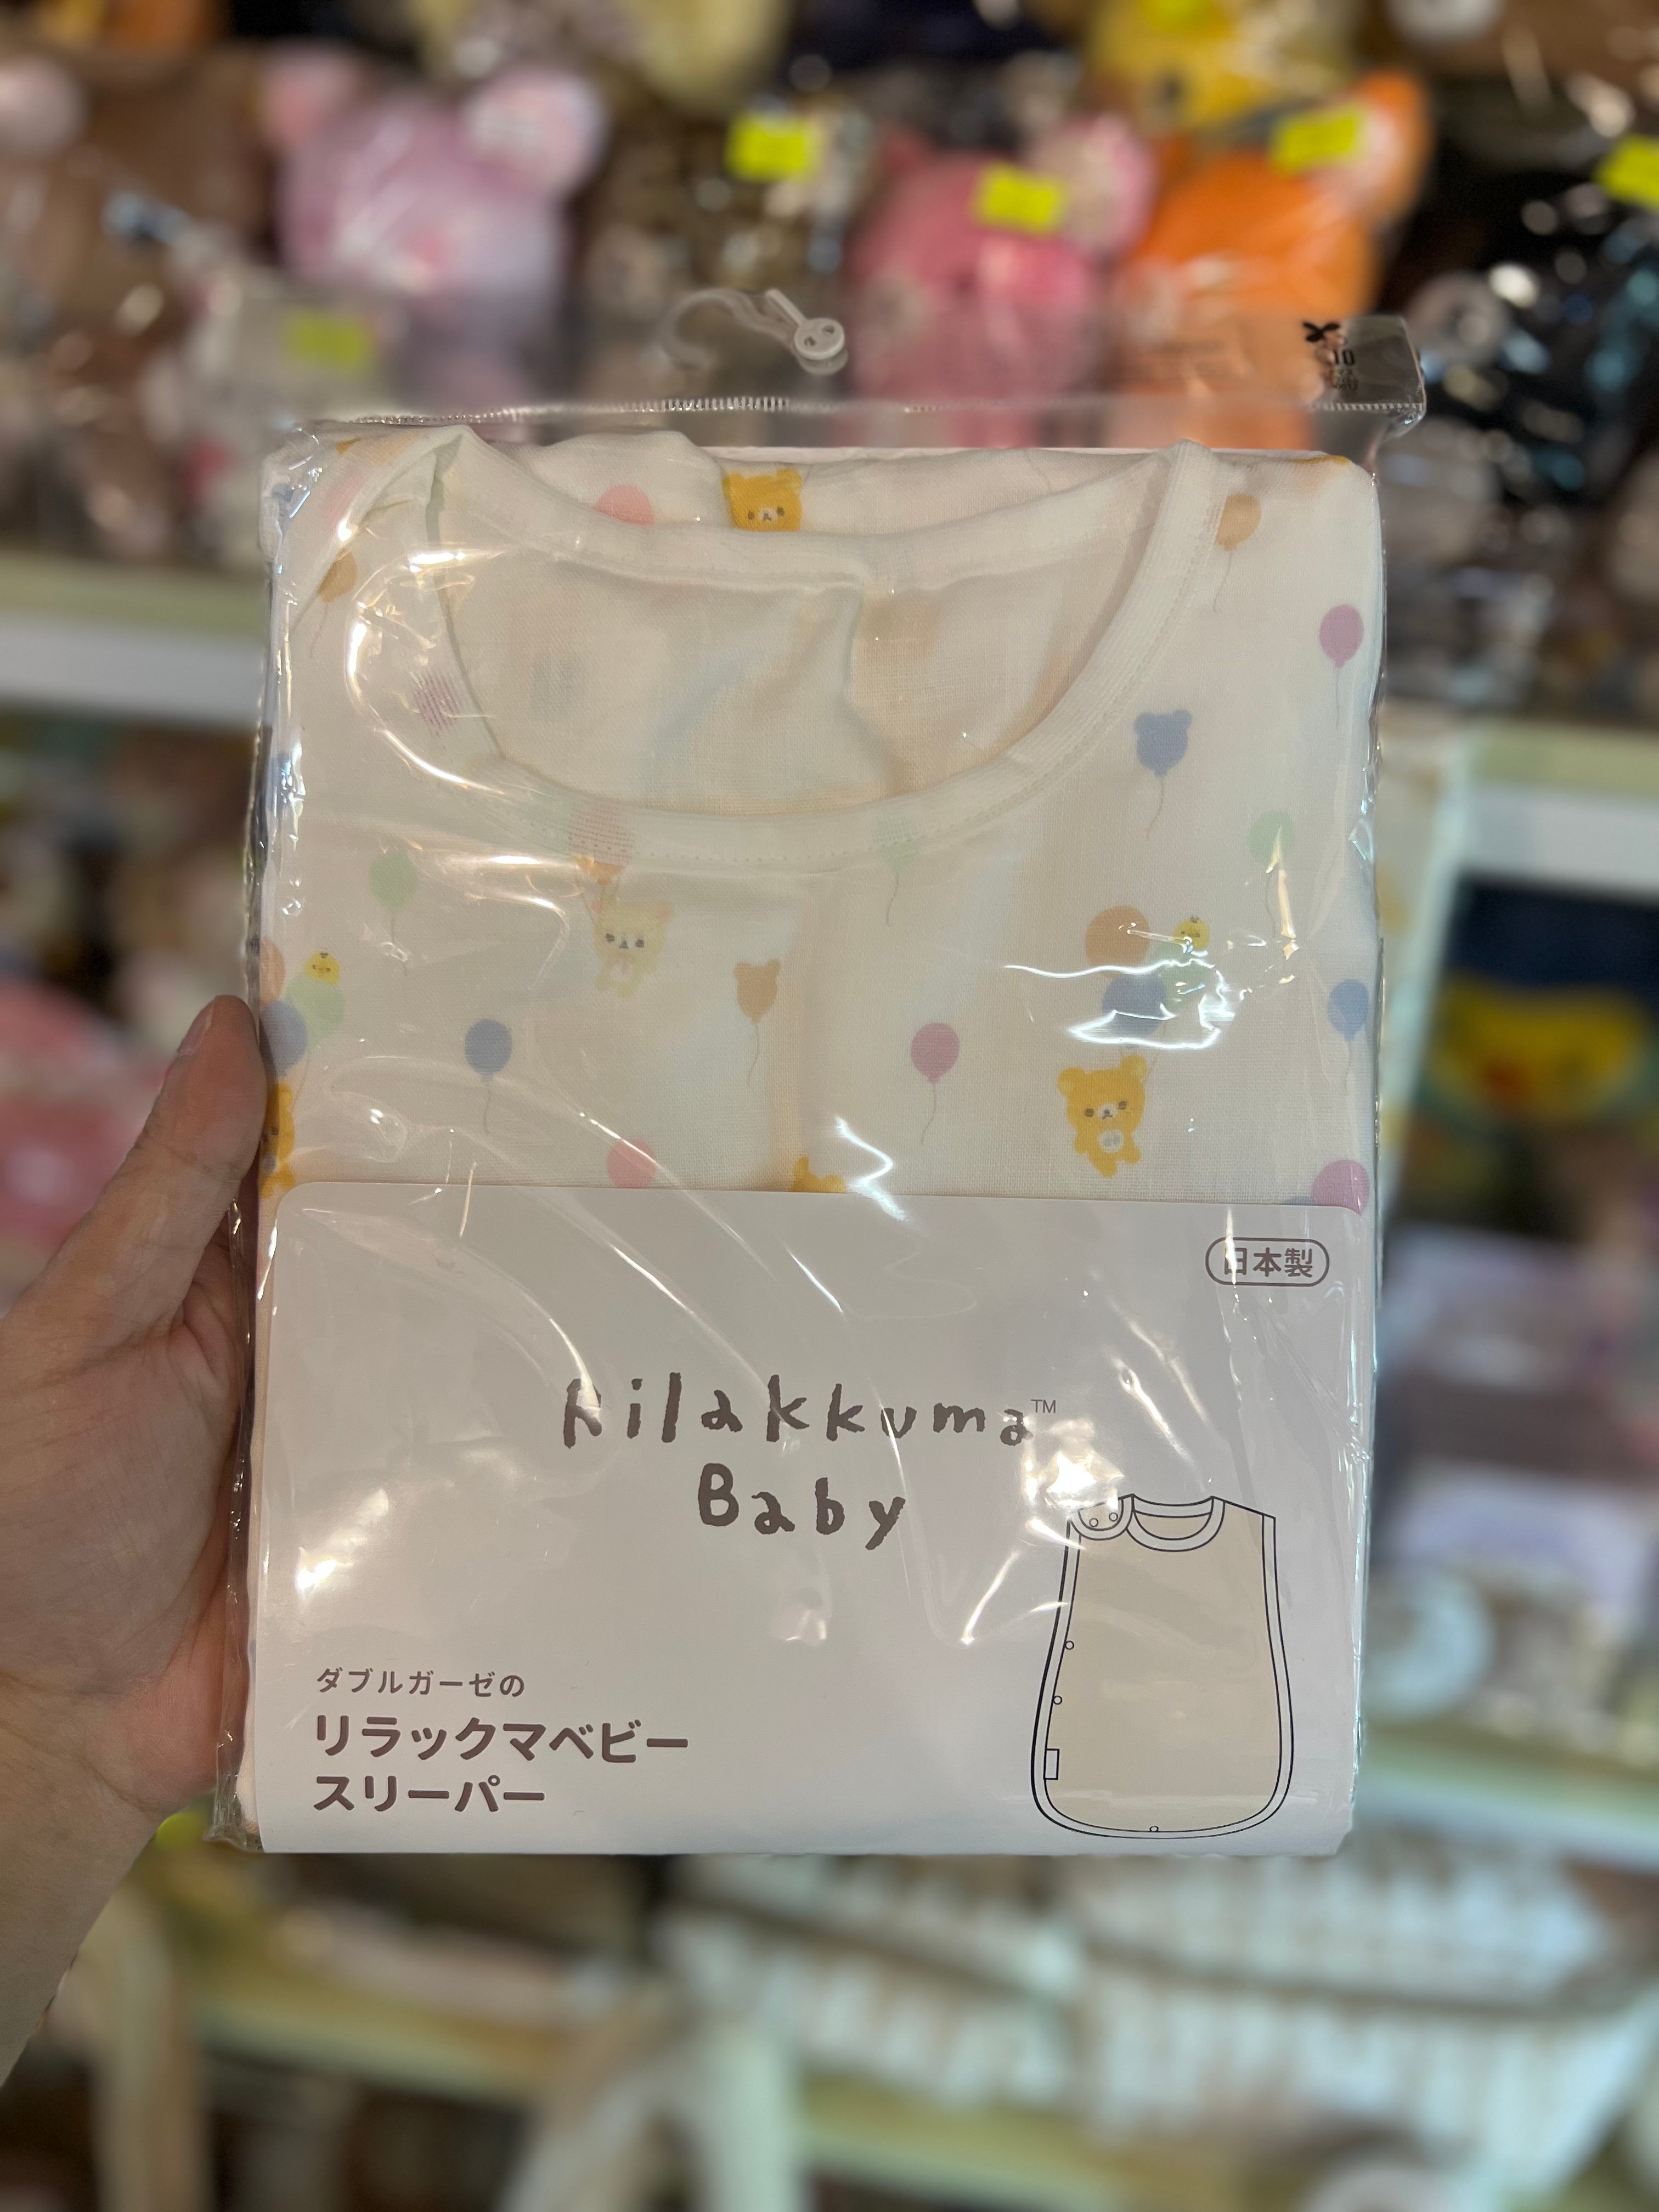 日本製
Rilakkuma™
Baby
ダブルガーゼの
リラックマベビー
スリーパー